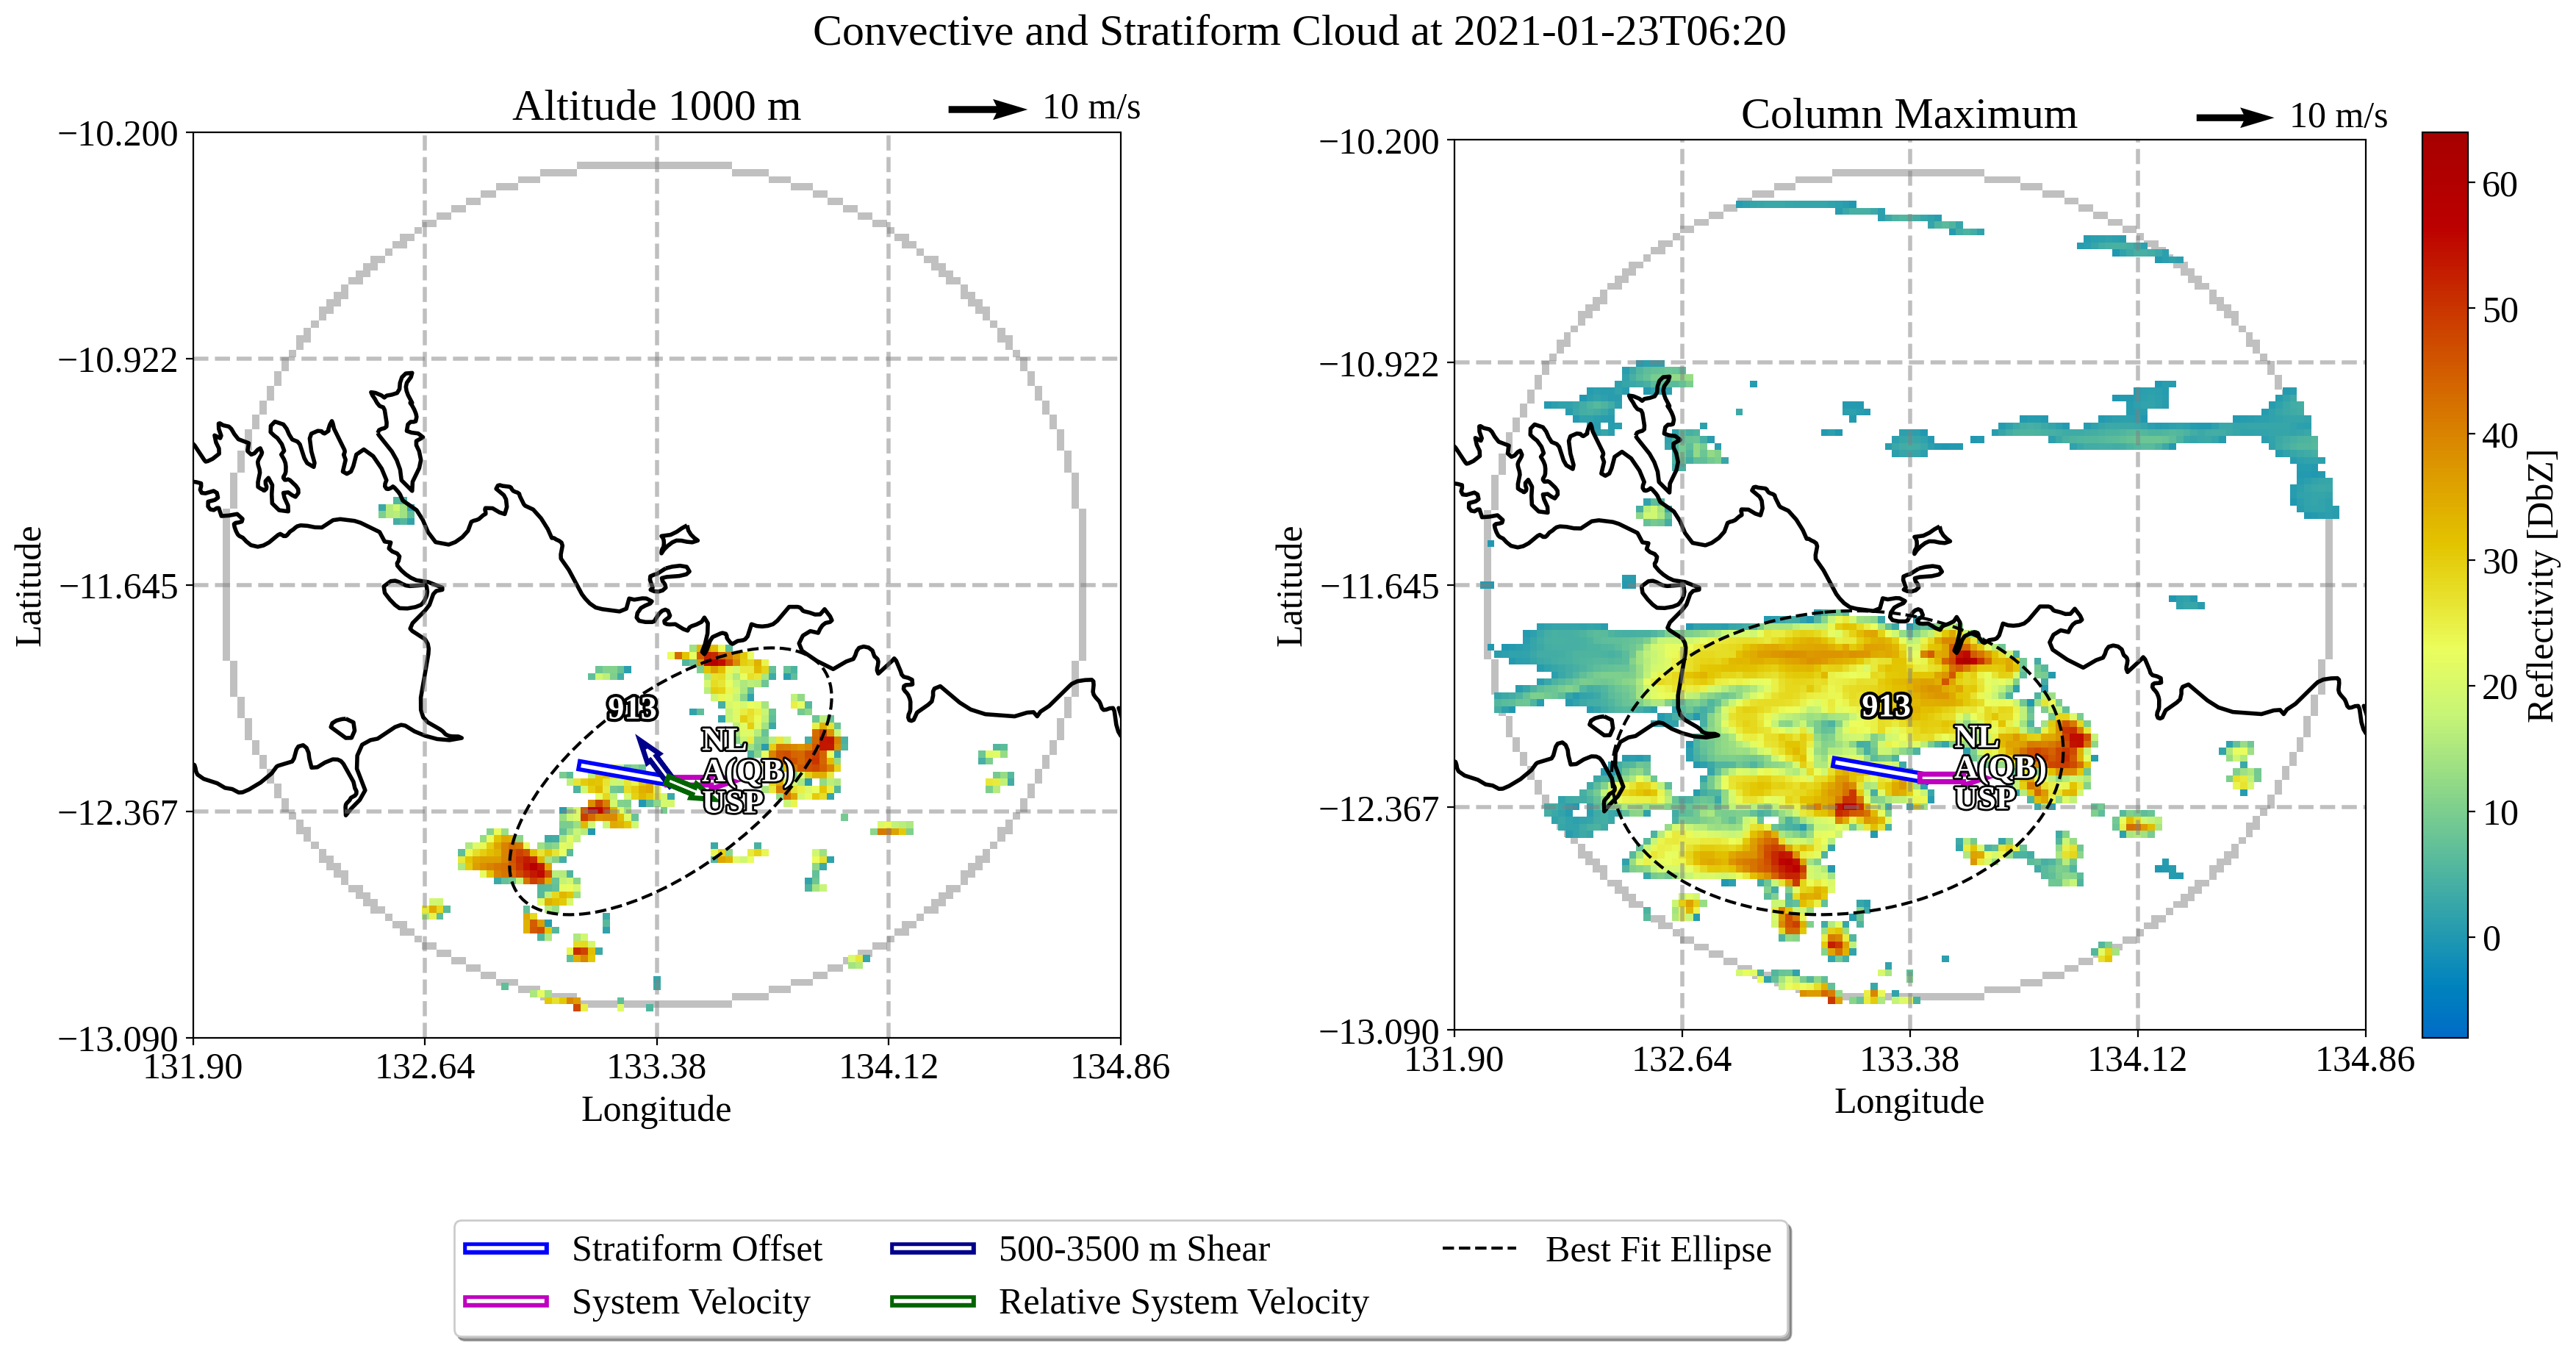 Convective and Stratiform Cloud at 2021-01-23T06:20
Altitude 1000 m
10 m/s
−10.200
−10.922
−11.645
−12.367
−13.090
131.90
132.64
133.38
134.12
134.86
Longitude
Latitude
913
NL
A(QB)
USP
Column Maximum
10 m/s
−10.200
−10.922
−11.645
−12.367
−13.090
131.90
132.64
133.38
134.12
134.86
Longitude
Latitude
913
NL
A(QB)
USP
60
50
40
30
20
10
0
Reflectivity [DbZ]
Stratiform Offset
System Velocity
500-3500 m Shear
Relative System Velocity
Best Fit Ellipse